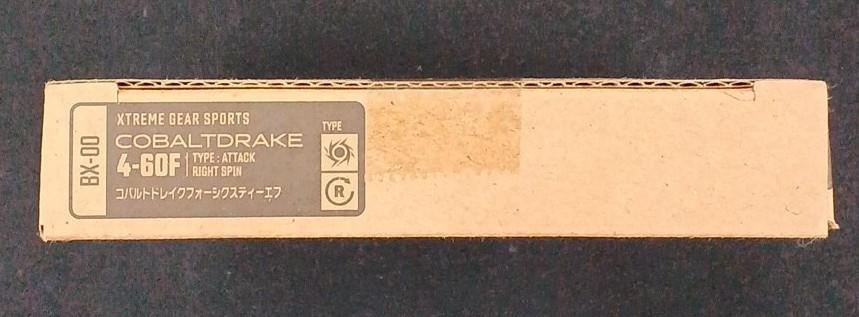 BX-00
XTREME GEAR SPORTS
COBALTDRAKE
4-60F
TYPE : ATTACK
RIGHT SPIN
コバルトドレイクフォーシクスティーエフ
TYPE
R